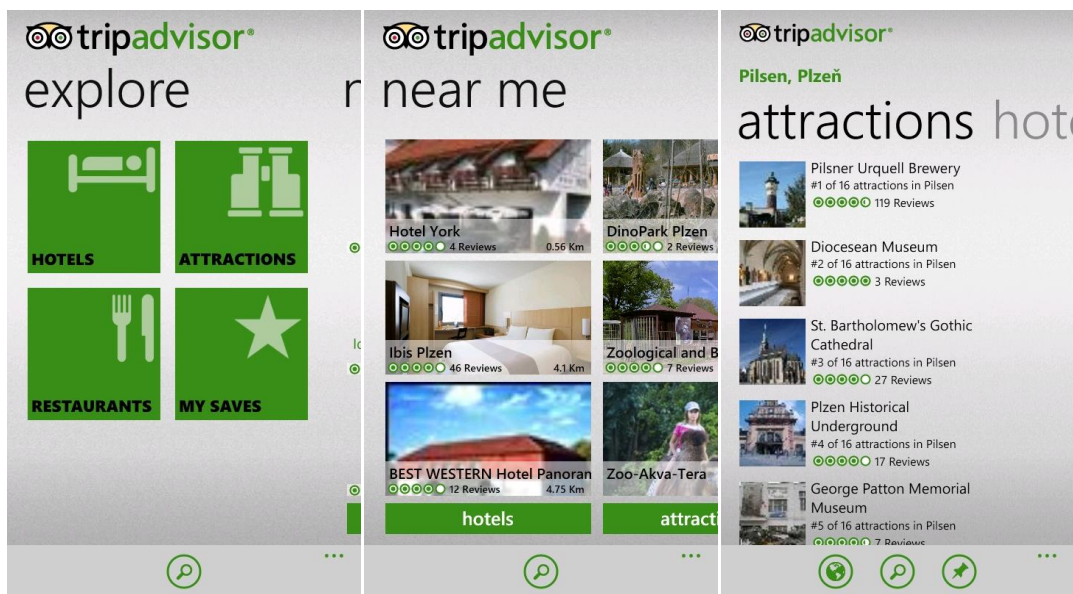 tripadvisor®
explore
HOTELS
ATTRACTIONS
RESTAURANTS
MY SAVES
tripadvisor®
near me
Hotel York
4 Reviews 0.56 Km
DinoPark Plzen
2 Reviews
Ibis Plzen
46 Reviews 4.1 Km
Zoological and B
7 Reviews
BEST WESTERN Hotel Panoran
12 Reviews 4.75 Km
Zoo-Akva-Tera
hotels
attracti
tripadvisor®
Pilsen, Plzeň
attractions hote
Pilsner Urquell Brewery
#1 of 16 attractions in Pilsen
119 Reviews
Diocesean Museum
#2 of 16 attractions in Pilsen
3 Reviews
St. Bartholomew's Gothic
Cathedral
#3 of 16 attractions in Pilsen
27 Reviews
Plzen Historical
Underground
#4 of 16 attractions in Pilsen
17 Reviews
George Patton Memorial
Museum
#5 of 16 attractions in Pilsen
7 Reviews